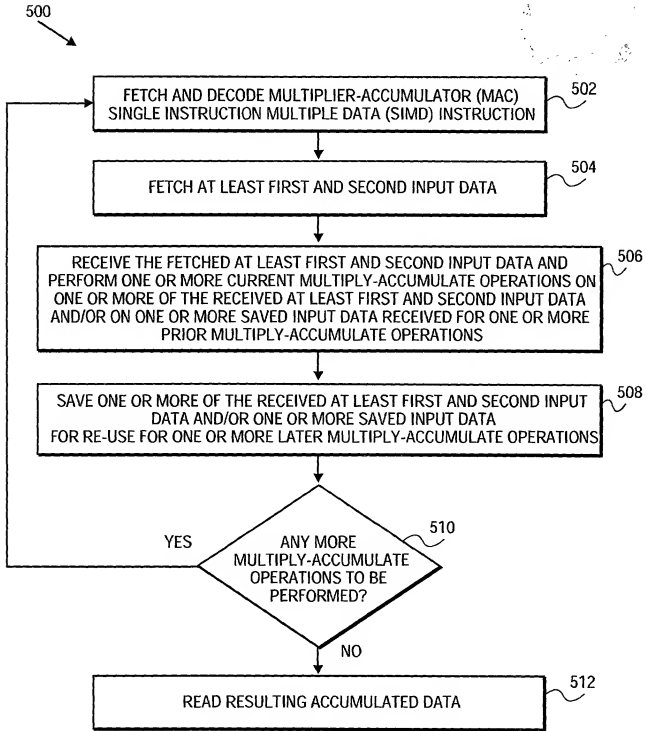 500
FETCH AND DECODE MULTIPLIER-ACCUMULATOR (MAC)
SINGLE INSTRUCTION MULTIPLE DATA (SIMD) INSTRUCTION
502
FETCH AT LEAST FIRST AND SECOND INPUT DATA
504
RECEIVE THE FETCHED AT LEAST FIRST AND SECOND INPUT DATA AND
PERFORM ONE OR MORE CURRENT MULTIPLY-ACCUMULATE OPERATIONS ON
ONE OR MORE OF THE RECEIVED AT LEAST FIRST AND SECOND INPUT DATA
AND/OR ON ONE OR MORE SAVED INPUT DATA RECEIVED FOR ONE OR MORE
PRIOR MULTIPLY-ACCUMULATE OPERATIONS
506
SAVE ONE OR MORE OF THE RECEIVED AT LEAST FIRST AND SECOND INPUT
DATA AND/OR ONE OR MORE SAVED INPUT DATA
FOR RE-USE FOR ONE OR MORE LATER MULTIPLY-ACCUMULATE OPERATIONS
508
YES
ANY MORE
MULTIPLY-ACCUMULATE
OPERATIONS TO BE
PERFORMED?
510
NO
READ RESULTING ACCUMULATED DATA
512